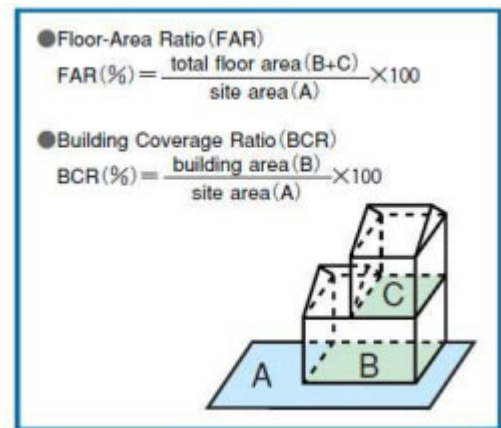 ●Floor-Area Ratio(FAR)
FAR(%)=total floor area(B+C)/site area(A)×100
●Building Coverage Ratio(BCR)
BCR(%)=building area(B)/site area(A)×100
C
A
B